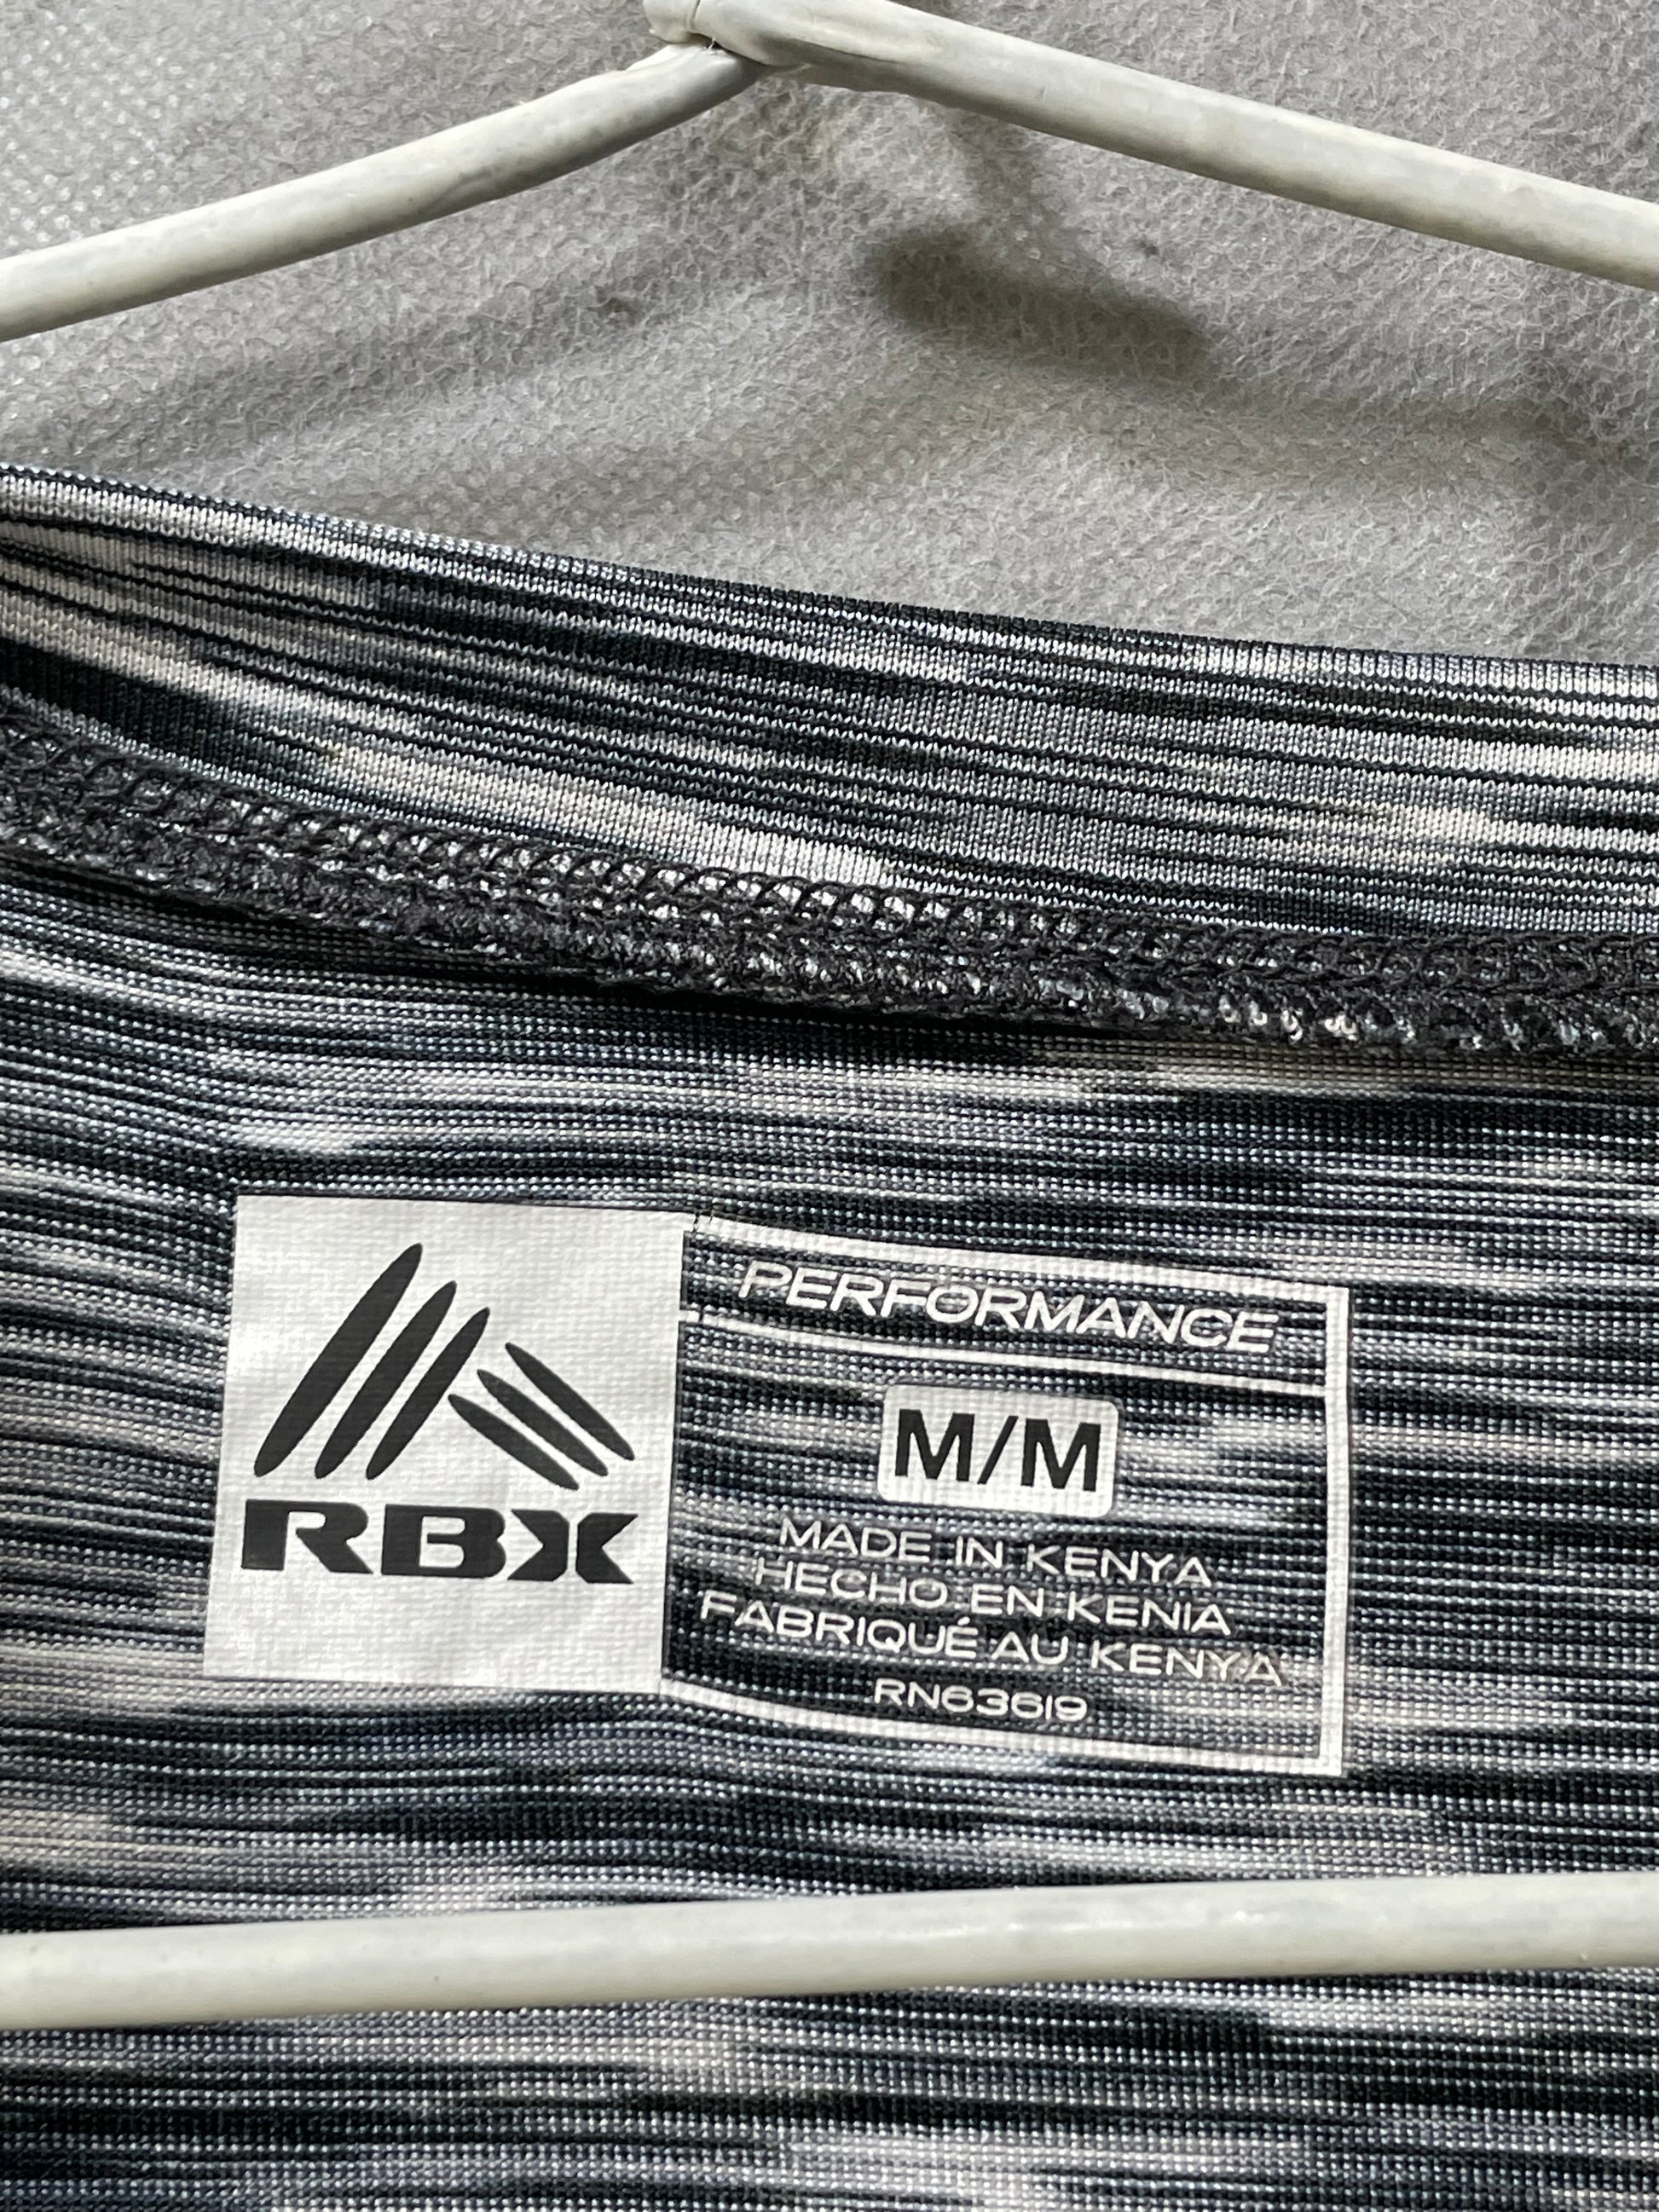 RBX
PERFORMANCE
M/M
MADE IN KENYA
HECHO EN KENIA
FABRIQUÉ AU KENYA
RN63619